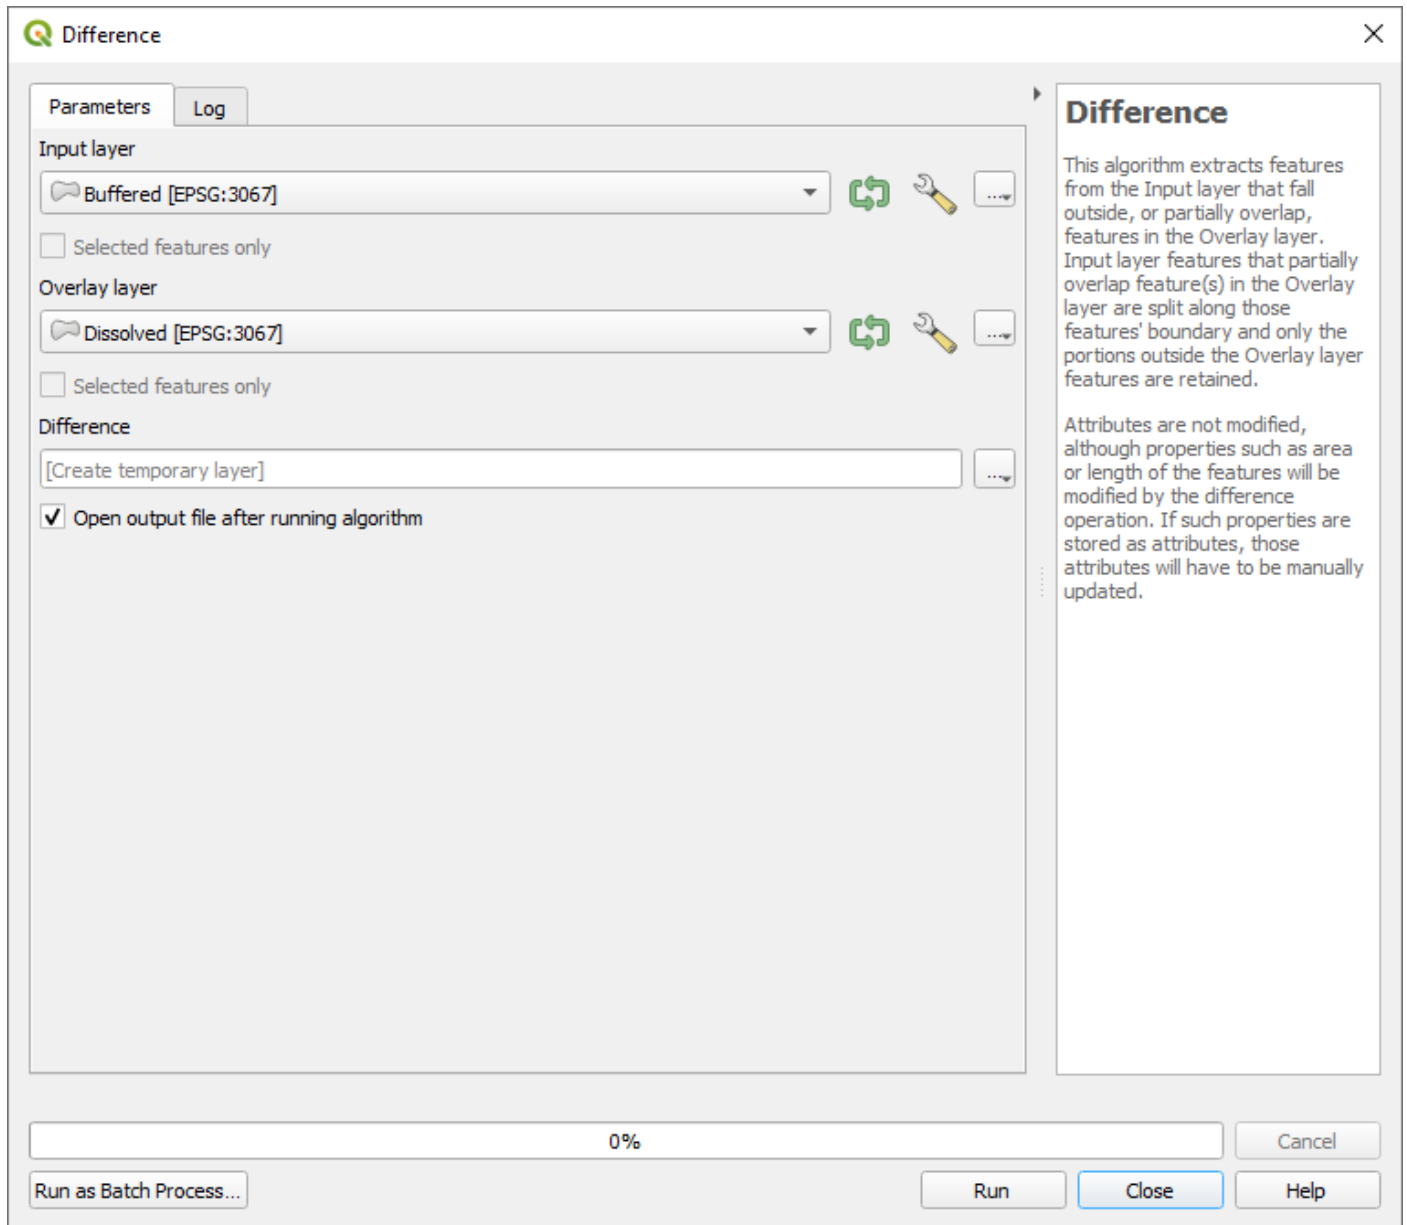 Difference
Parameters
Log
Input layer
Buffered [EPSG:3067]
...
Selected features only
Overlay layer
Dissolved [EPSG:3067]
...
Selected features only
Difference
[Create temporary layer]
...
Open output file after running algorithm
Difference
This algorithm extracts features
from the Input layer that fall
outside, or partially overlap,
features in the Overlay layer.
Input layer features that partially
overlap feature(s) in the Overlay
layer are split along those
features' boundary and only the
portions outside the Overlay layer
features are retained.
Attributes are not modified,
although properties such as area
or length of the features will be
modified by the difference
operation. If such properties are
stored as attributes, those
attributes will have to be manually
updated.
0%
Cancel
Run as Batch Process...
Run
Close
Help